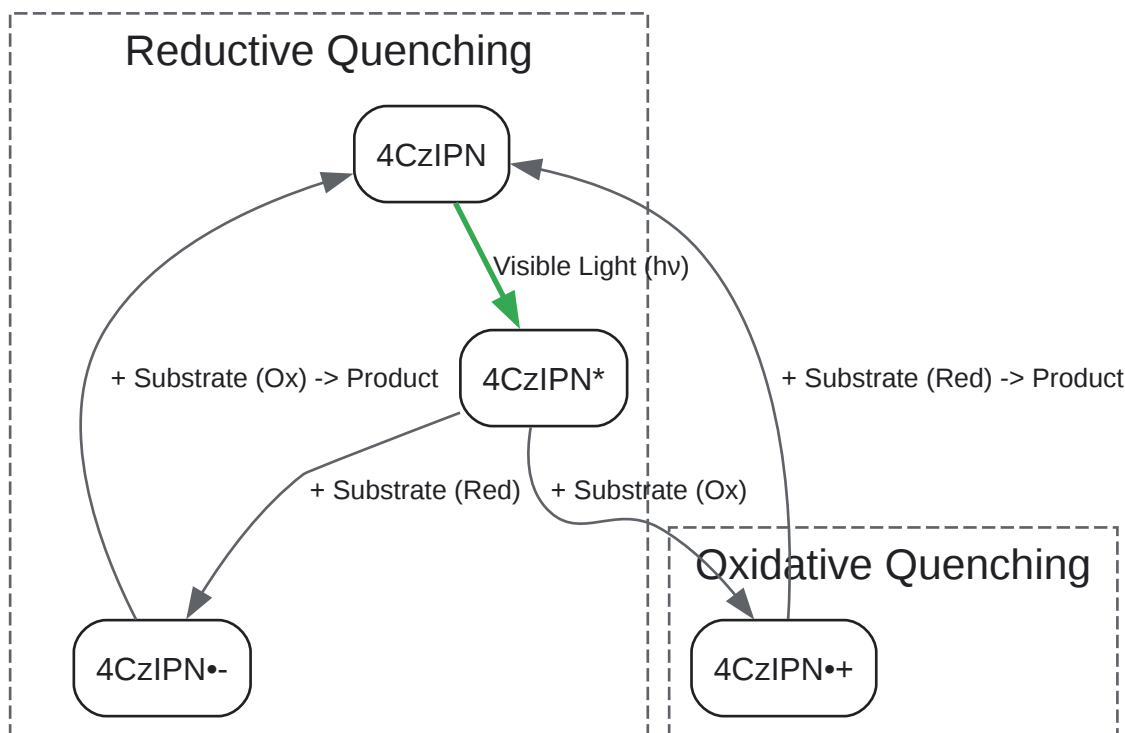 Reductive Quenching
4CzIPN
Visible Light (hν)
+ Substrate (Ox) -> Product
4CzIPN*
+ Substrate (Red) -> Product
+ Substrate (Red)
+ Substrate (Ox)
Oxidative Quenching
4CzIPN•-
4CzIPN•+